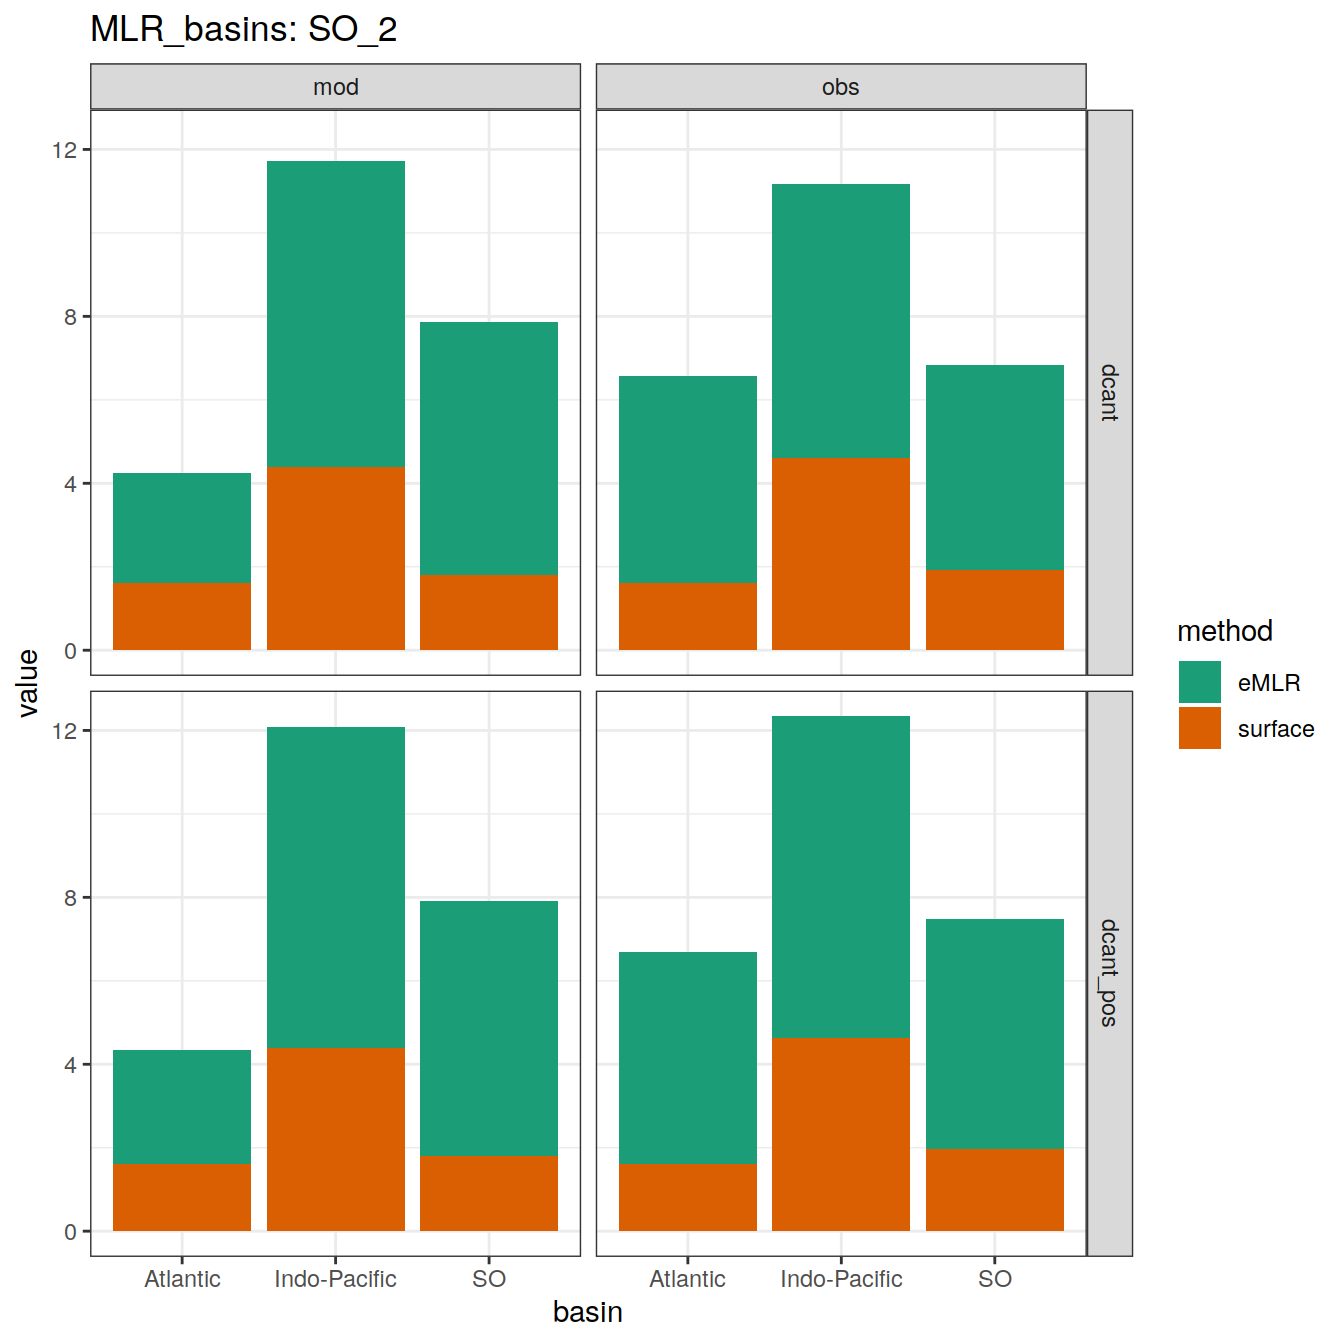 MLR_basins: SO_2
mod
obs
12
8
4
0
dcant
12
8
4
0
dcant_pos
value
Atlantic
Indo-Pacific
SO
Atlantic
Indo-Pacific
SO
basin
method
eMLR
surface